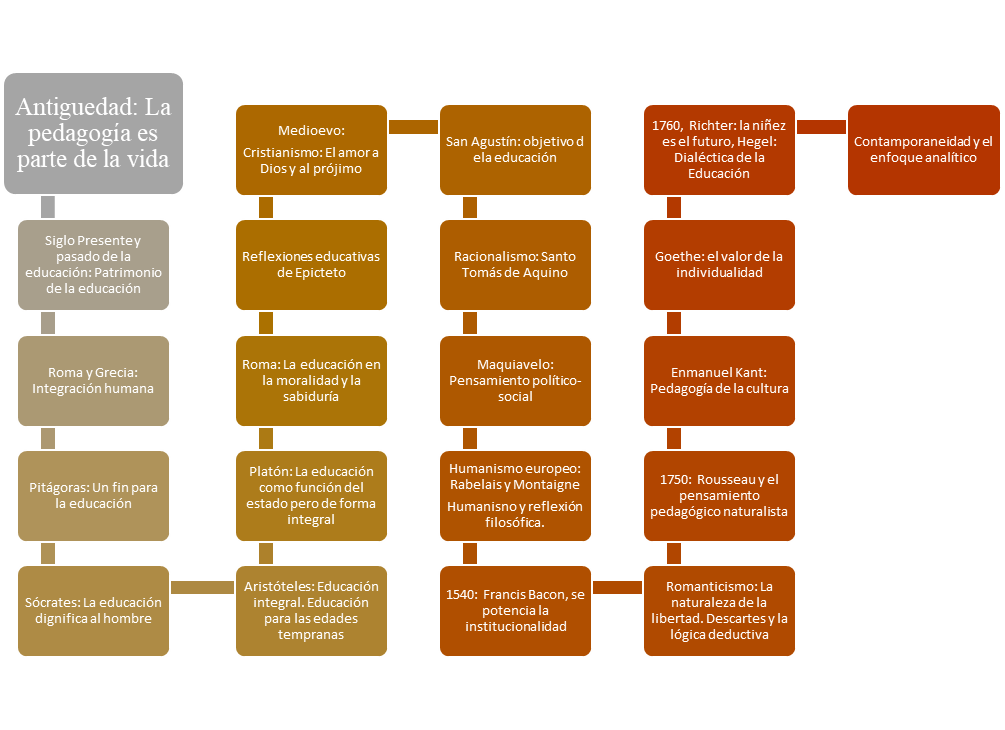 Antiguedad: La
pedagogía es
parte de la vida
Siglo Presente y
pasado de la
educación: Patrimonio
de la educación
Roma y Grecia:
Integración humana
Pitágoras: Un fin para
la educación
Sócrates: La educación
dignifica al hombre
Aristóteles: Educación
integral. Educación
para las edades
tempranas
Platón: La educación
como función del
estado pero de forma
integral
Roma: La educación en
la moralidad y la
sabiduría
Reflexiones educativas
de Epicteto
Medioevo:
Cristianismo: El amor a
Dios y al prójimo
San Agustín: objetivo d
ela educación
Racionalismo: Santo
Tomás de Aquino
Maquiavelo:
Pensamiento político-
social
Humanismo europeo:
Rabelais y Montaigne
Humanisno y reflexión
filosófica.
1540: Francis Bacon, se
potencia la
institucionalidad
Romanticismo: La
naturaleza de la
libertad. Descartes y la
lógica deductiva
1750: Rousseau y el
pensamiento
pedagógico naturalista
Enmanuel Kant:
Pedagogía de la cultura
Goethe: el valor de la
individualidad
1760, Richter: la niñez
es el futuro, Hegel:
Dialéctica de la
Educación
Contamporaneidad y el
enfoque analítico